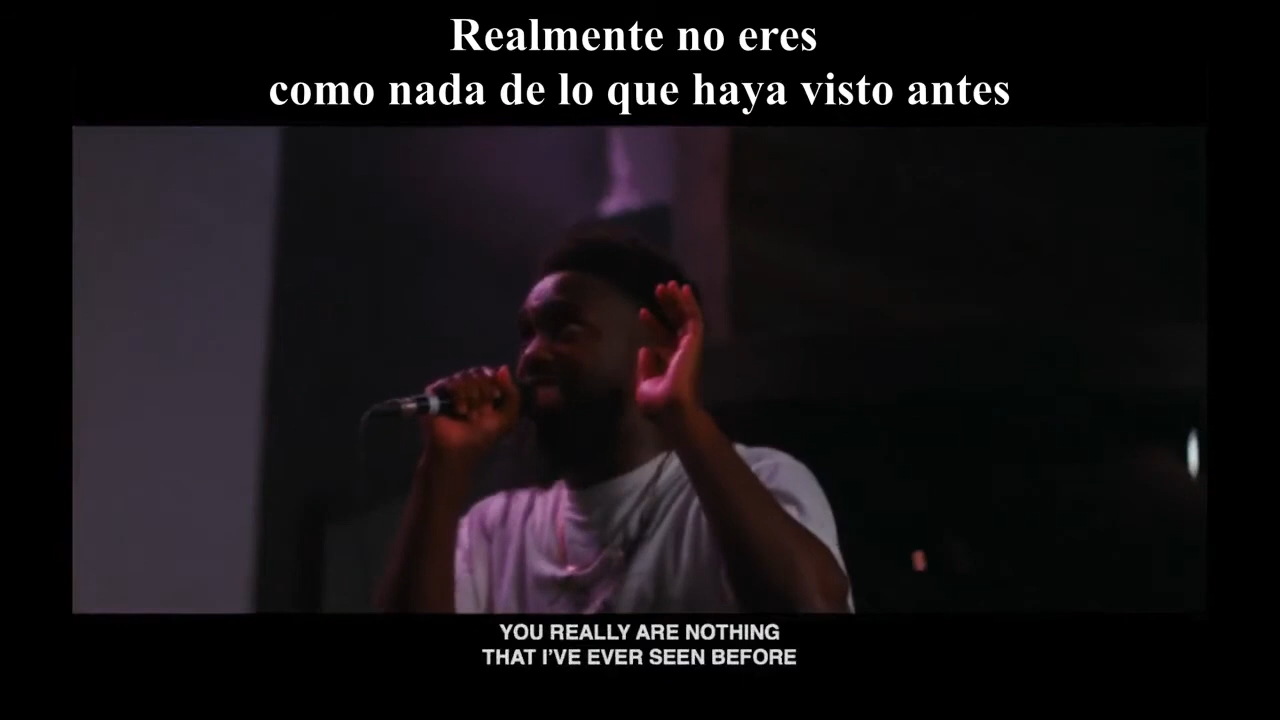 Realmente no eres
como nada de lo que haya visto antes
YOU REALLY ARE NOTHING
THAT I'VE EVER SEEN BEFORE